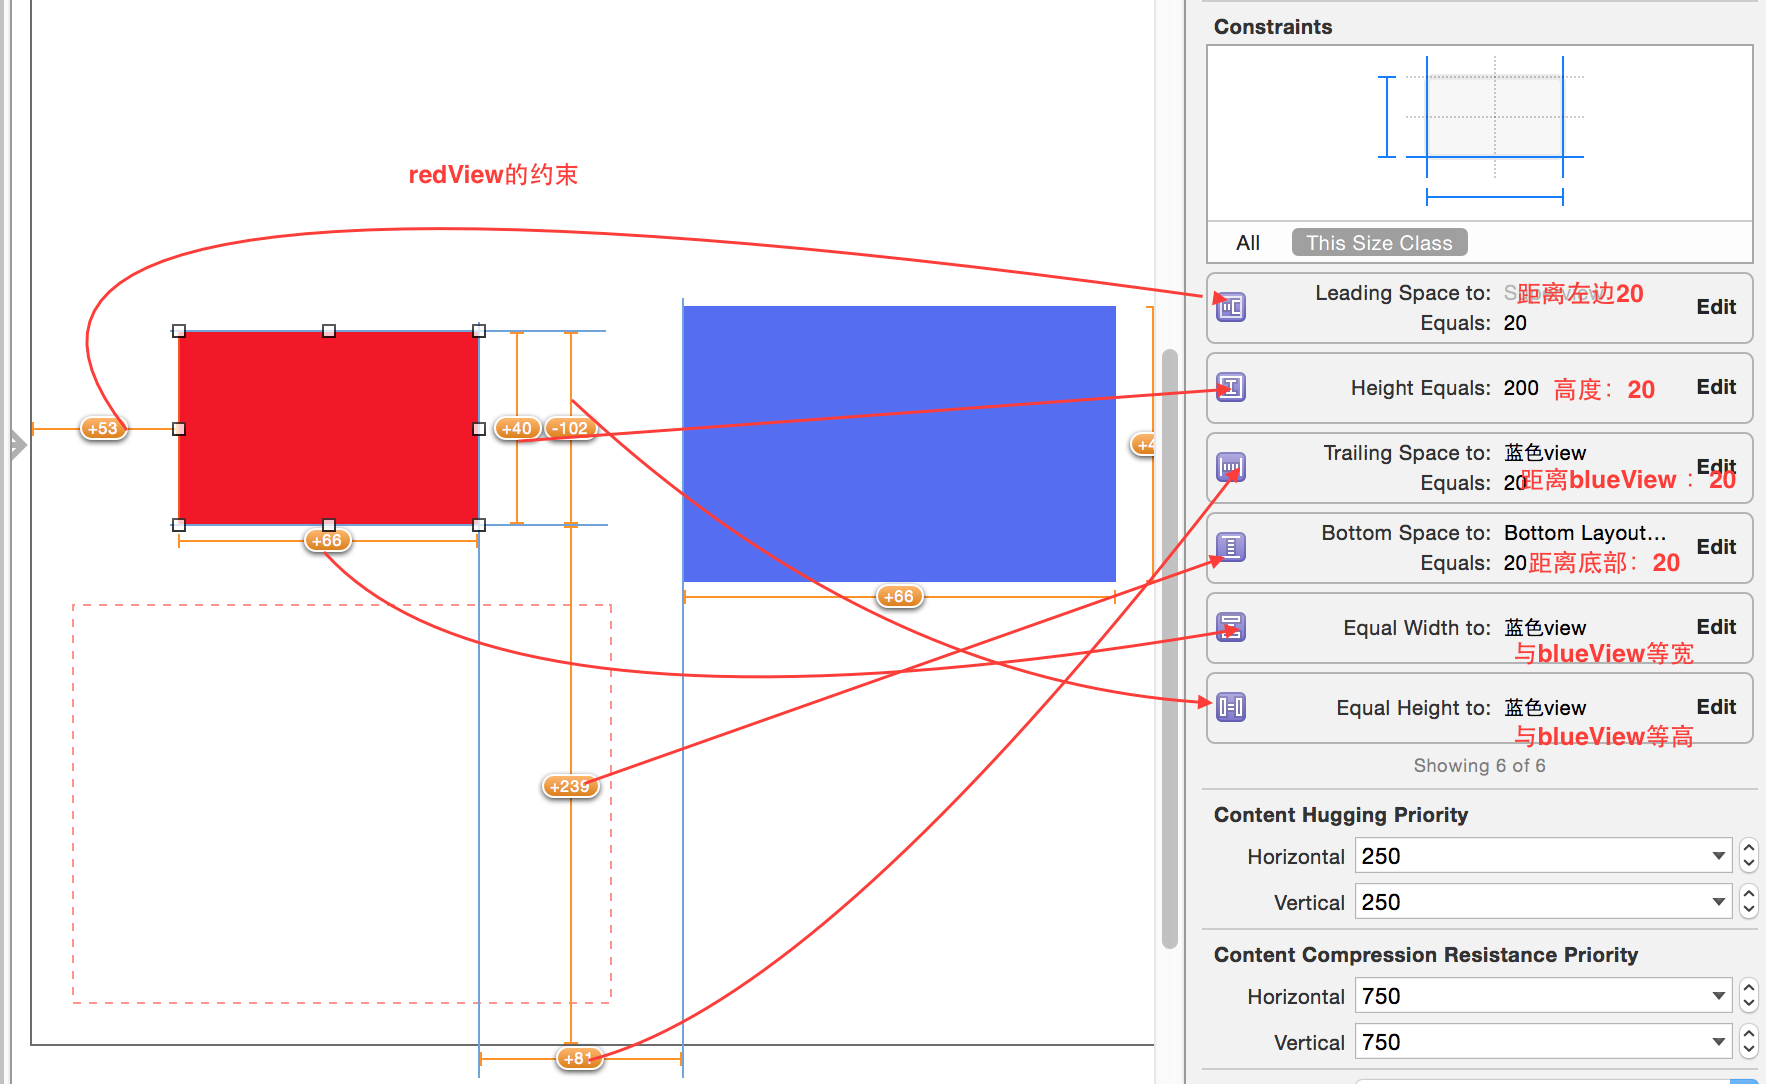 redView的约束
+53
+40
-102
+66
+66
+239
+81
Constraints
All
This Size Class
Leading Space to:
距离左边20
Equals: 20
Edit
Height Equals: 200
高度：20
Edit
Trailing Space to: 蓝色view
Equals: 20
距离blueView：20
Edit
Bottom Space to: Bottom Layout...
Equals: 20
距离底部：20
Edit
Equal Width to: 蓝色view
与blueView等宽
Edit
Equal Height to: 蓝色view
与blueView等高
Edit
Showing 6 of 6
Content Hugging Priority
Horizontal 250
Vertical 250
Content Compression Resistance Priority
Horizontal 750
Vertical 750